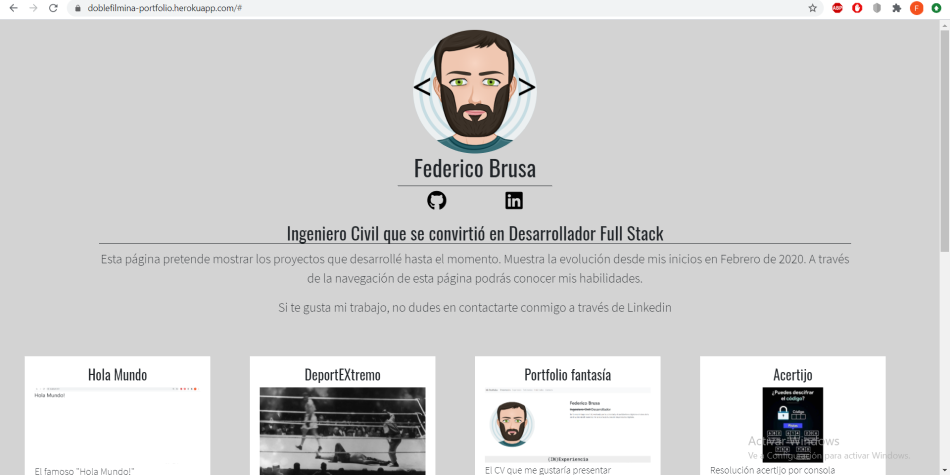 doblefilmina-portfolio.herokuapp.com/#
ABP
F
< >
Federico Brusa
in
Ingeniero Civil que se convirtió en Desarrollador Full Stack
Esta página pretende mostrar los proyectos que desarrollé hasta el momento. Muestra la evolución desde mis inicios en Febrero de 2020. A través
de la navegación de esta página podrás conocer mis habilidades.
Si te gusta mi trabajo, no dudes en contactarte conmigo a través de Linkedin
Hola Mundo
DeportEXtremo
Portfolio fantasía
Acertijo
Hola Mundo!
Federico Brusa
¿Puedes descifrar
el código?
Código
(IN)Experiencia
Activar Windows
Ve a Configuración para activar Windows.
El famoso "Hola Mundo!"
El CV que me gustaría presentar
Resolución acertijo por consola